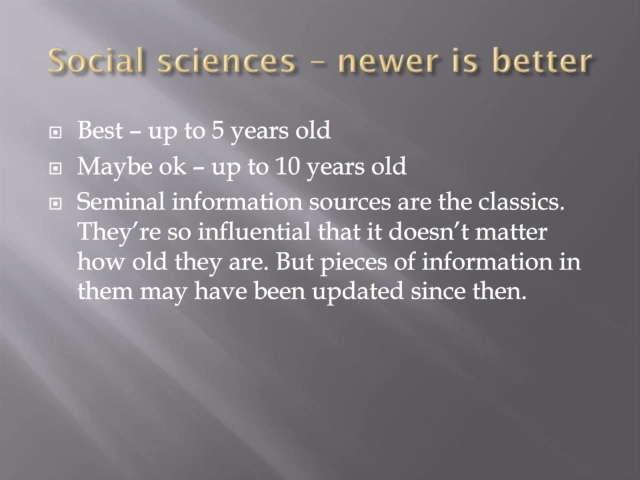 Social sciences – newer is better
Best – up to 5 years old
Maybe ok – up to 10 years old
Seminal information sources are the classics.
They’re so influential that it doesn’t matter
how old they are. But pieces of information in
them may have been updated since then.